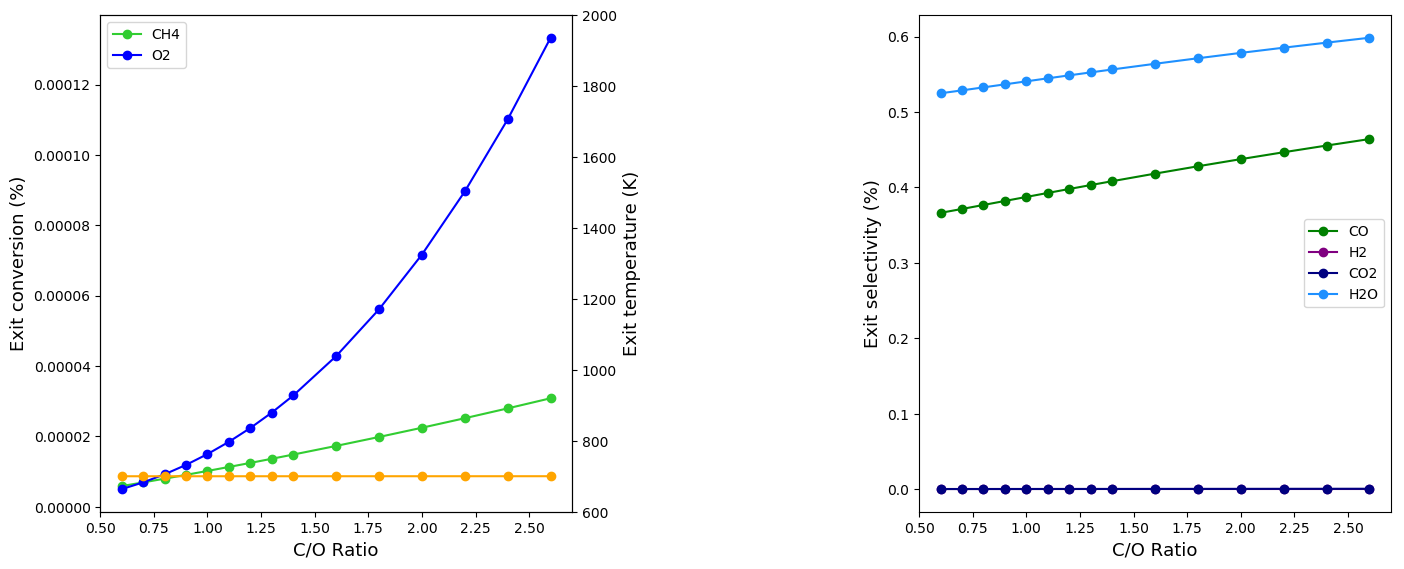 CH4
O2
0.00012
0.00010
0.00008
0.00006
0.00004
0.00002
0.00000
Exit conversion (%)
0.50 0.75 1.00 1.25 1.50 1.75 2.00 2.25 2.50
C/O Ratio
2000
1800
1600
1400
1200
1000
800
600
Exit temperature (K)
0.6
0.5
0.4
0.3
0.2
0.1
0.0
Exit selectivity (%)
CO
H2
CO2
H2O
0.50 0.75 1.00 1.25 1.50 1.75 2.00 2.25 2.50
C/O Ratio